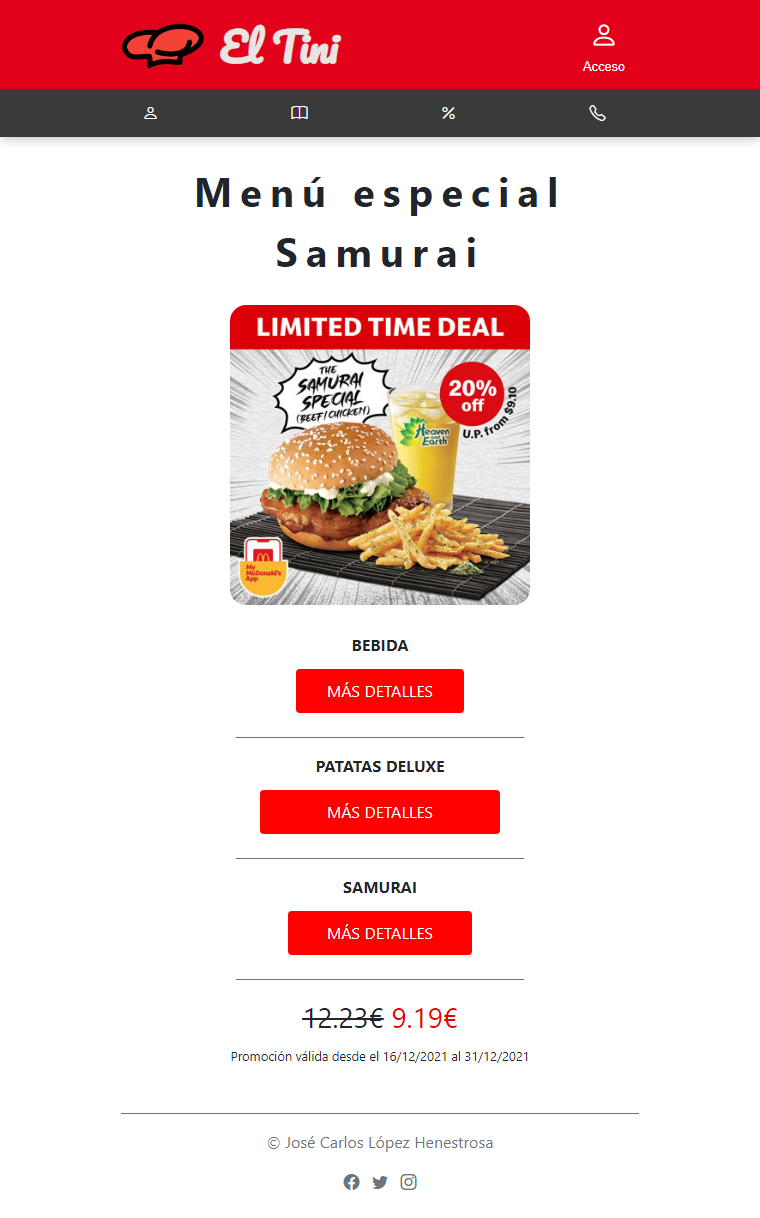 El Tini
Acceso
Menú especial
Samurai
LIMITED TIME DEAL
THE
SAMURAI
SPECIAL
(BEEF/CHICKEN)
20%
off
U.P. from $9.10
Heaven
and
Earth
My
McDonald's
App
BEBIDA
MÁS DETALLES
PATATAS DELUXE
MÁS DETALLES
SAMURAI
MÁS DETALLES
12.23€ 9.19€
Promoción válida desde el 16/12/2021 al 31/12/2021
© José Carlos López Henestrosa